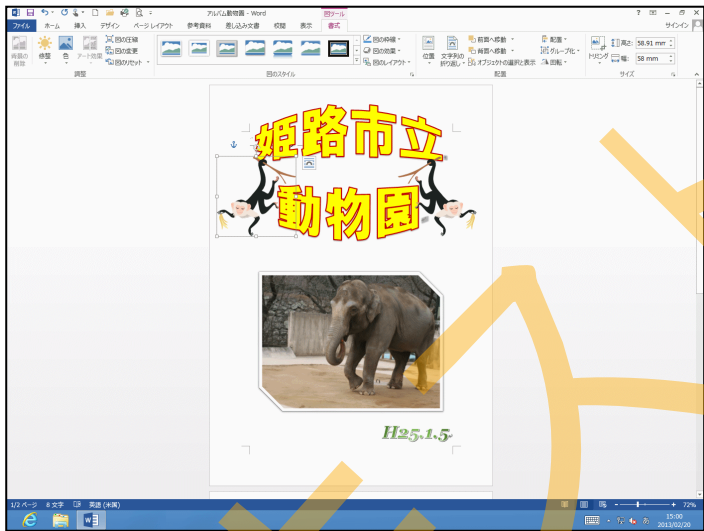 アルバム動物園 - Word
図ツール
サインイン
ファイル ホーム 挿入 デザイン ページ レイアウト 参考資料 差し込み文書 校閲 表示 書式
背景の削除
修整
色
アート効果
図の圧縮
図の変更
図のリセット
調整
図のスタイル
図の枠線
図の効果
図のレイアウト
位置
文字列の折り返し
前面へ移動
背面へ移動
オブジェクトの選択と表示
配置
グループ化
回転
配置
トリミング
高さ: 58.91 mm
幅: 58 mm
サイズ
姫路市立
動物園
H25.1.5
1/2 ページ 8 文字 英語 (米国)
72%
15:00
2013/02/20